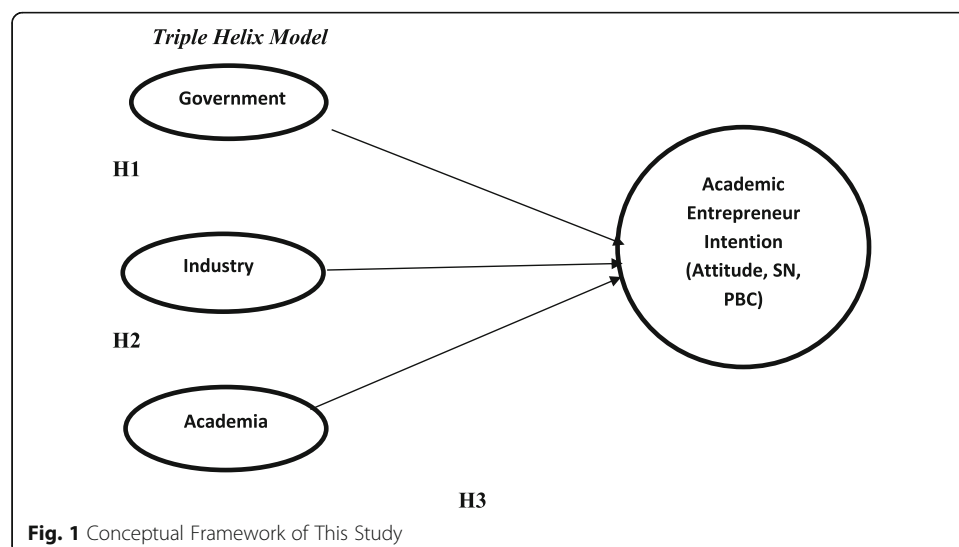 Triple Helix Model
Government
H1
Industry
H2
Academia
Academic
Entrepreneur
Intention
(Attitude, SN,
PBC)
H3
Fig. 1 Conceptual Framework of This Study